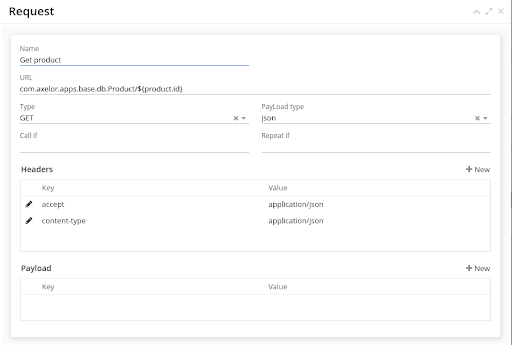 Request
Name
Get product
URL
com.axelor.apps.base.db.Product/${product.id}
Type PayLoad type
GET json
Call if Repeat if
Headers New
Key Value
accept application/json
content-type application/json
Payload New
Key Value